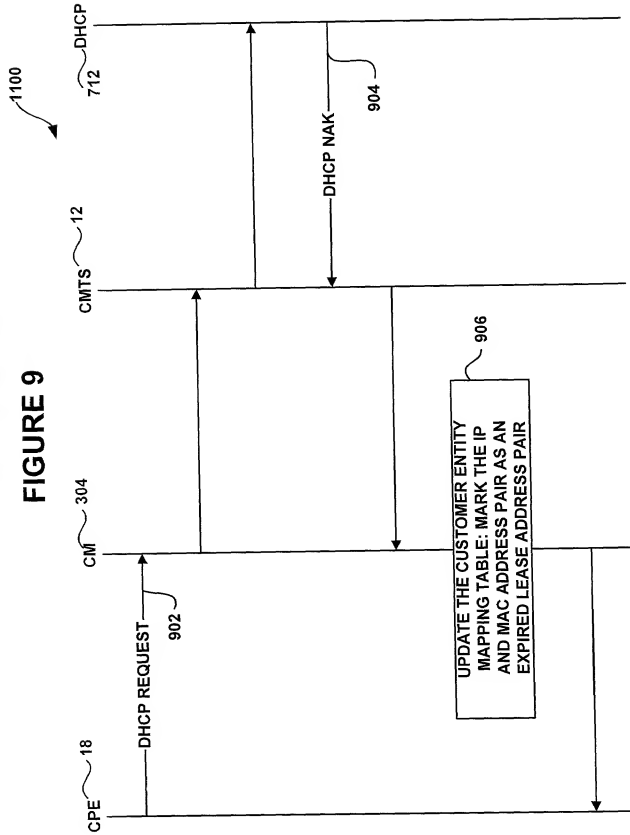 FIGURE 9
1100
CPE 18
CM 304
CMTS 12
DHCP
712
DHCP REQUEST
902
DHCP NAK
904
906
UPDATE THE CUSTOMER ENTITY
MAPPING TABLE: MARK THE IP
AND MAC ADDRESS PAIR AS AN
EXPIRED LEASE ADDRESS PAIR